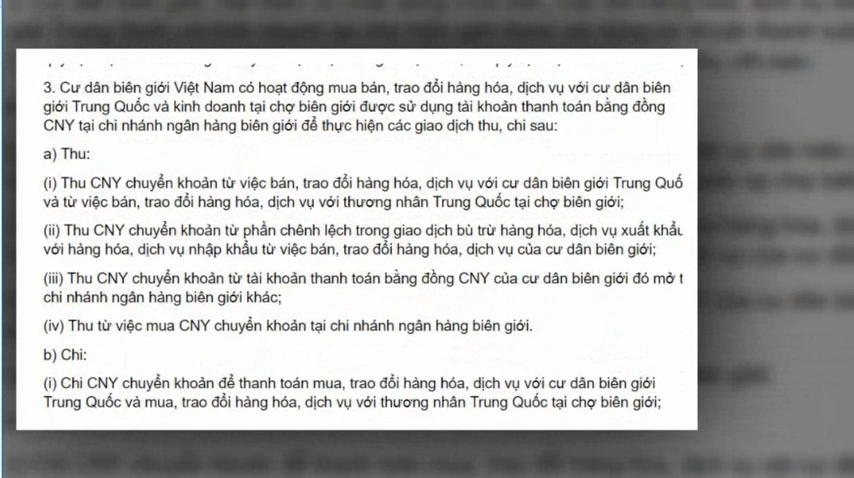 3. Cư dân biên giới Việt Nam có hoạt động mua bán, trao đổi hàng hóa, dịch vụ với cư dân biên
giới Trung Quốc và kinh doanh tại chợ biên giới được sử dụng tài khoản thanh toán bằng đồng
CNY tại chi nhánh ngân hàng biên giới để thực hiện các giao dịch thu, chi sau:
a) Thu:
(i) Thu CNY chuyển khoản từ việc bán, trao đổi hàng hóa, dịch vụ với cư dân biên giới Trung Quố
và từ việc bán, trao đổi hàng hóa, dịch vụ với thương nhân Trung Quốc tại chợ biên giới;
(ii) Thu CNY chuyển khoản từ phần chênh lệch trong giao dịch bù trừ hàng hóa, dịch vụ xuất khẩu
với hàng hóa, dịch vụ nhập khẩu từ việc bán, trao đổi hàng hóa, dịch vụ của cư dân biên giới;
(iii) Thu CNY chuyển khoản từ tài khoản thanh toán bằng đồng CNY của cư dân biên giới đó mở t
chi nhánh ngân hàng biên giới khác;
(iv) Thu từ việc mua CNY chuyển khoản tại chi nhánh ngân hàng biên giới.
b) Chi:
(i) Chi CNY chuyển khoản để thanh toán mua, trao đổi hàng hóa, dịch vụ với cư dân biên giới
Trung Quốc và mua, trao đổi hàng hóa, dịch vụ với thương nhân Trung Quốc tại chợ biên giới;